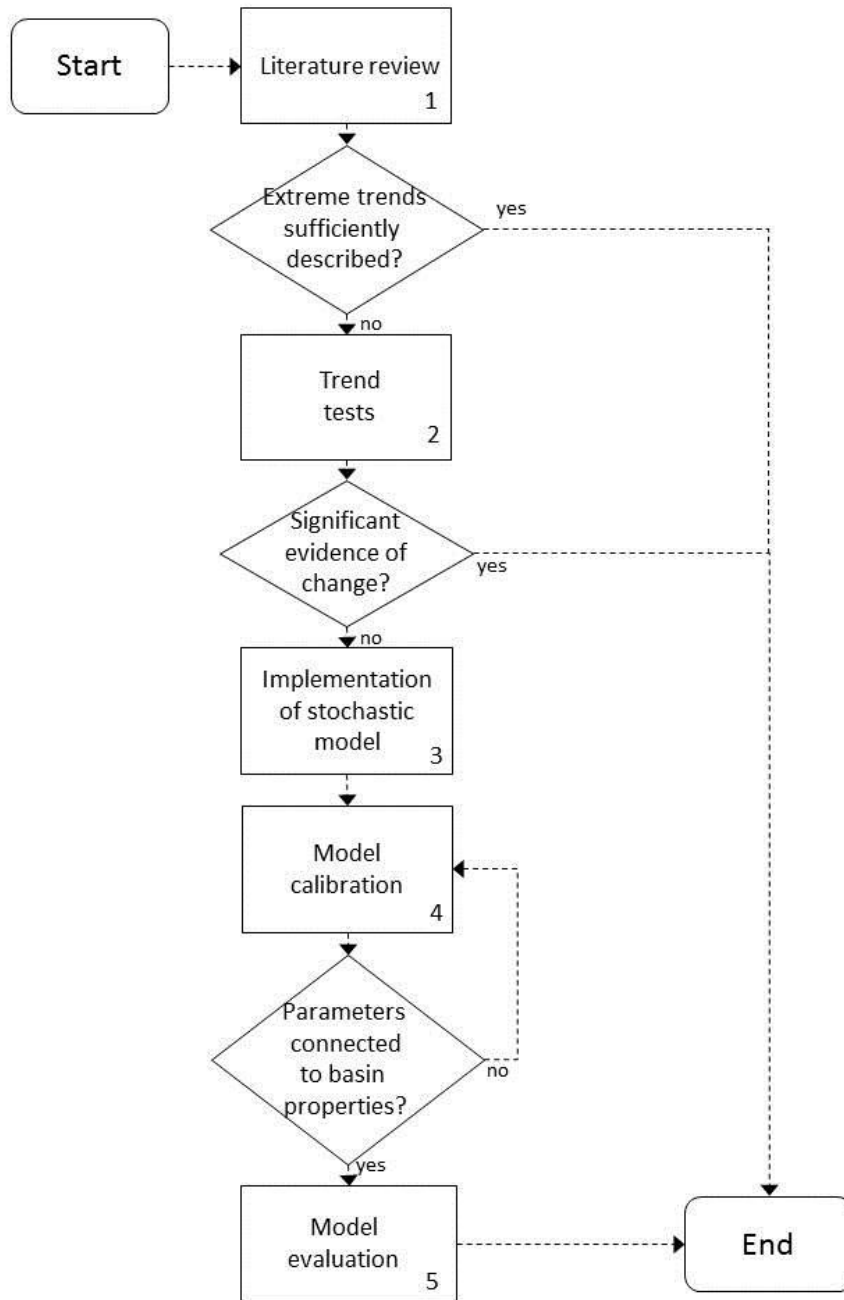 Start
Literature review
1
Extreme trends
sufficiently
described?
yes
no
Trend
tests
2
Significant
evidence of
change?
yes
no
Implementation
of stochastic
model
3
Model
calibration
4
Parameters
connected
to basin
properties?
no
yes
Model
evaluation
5
End